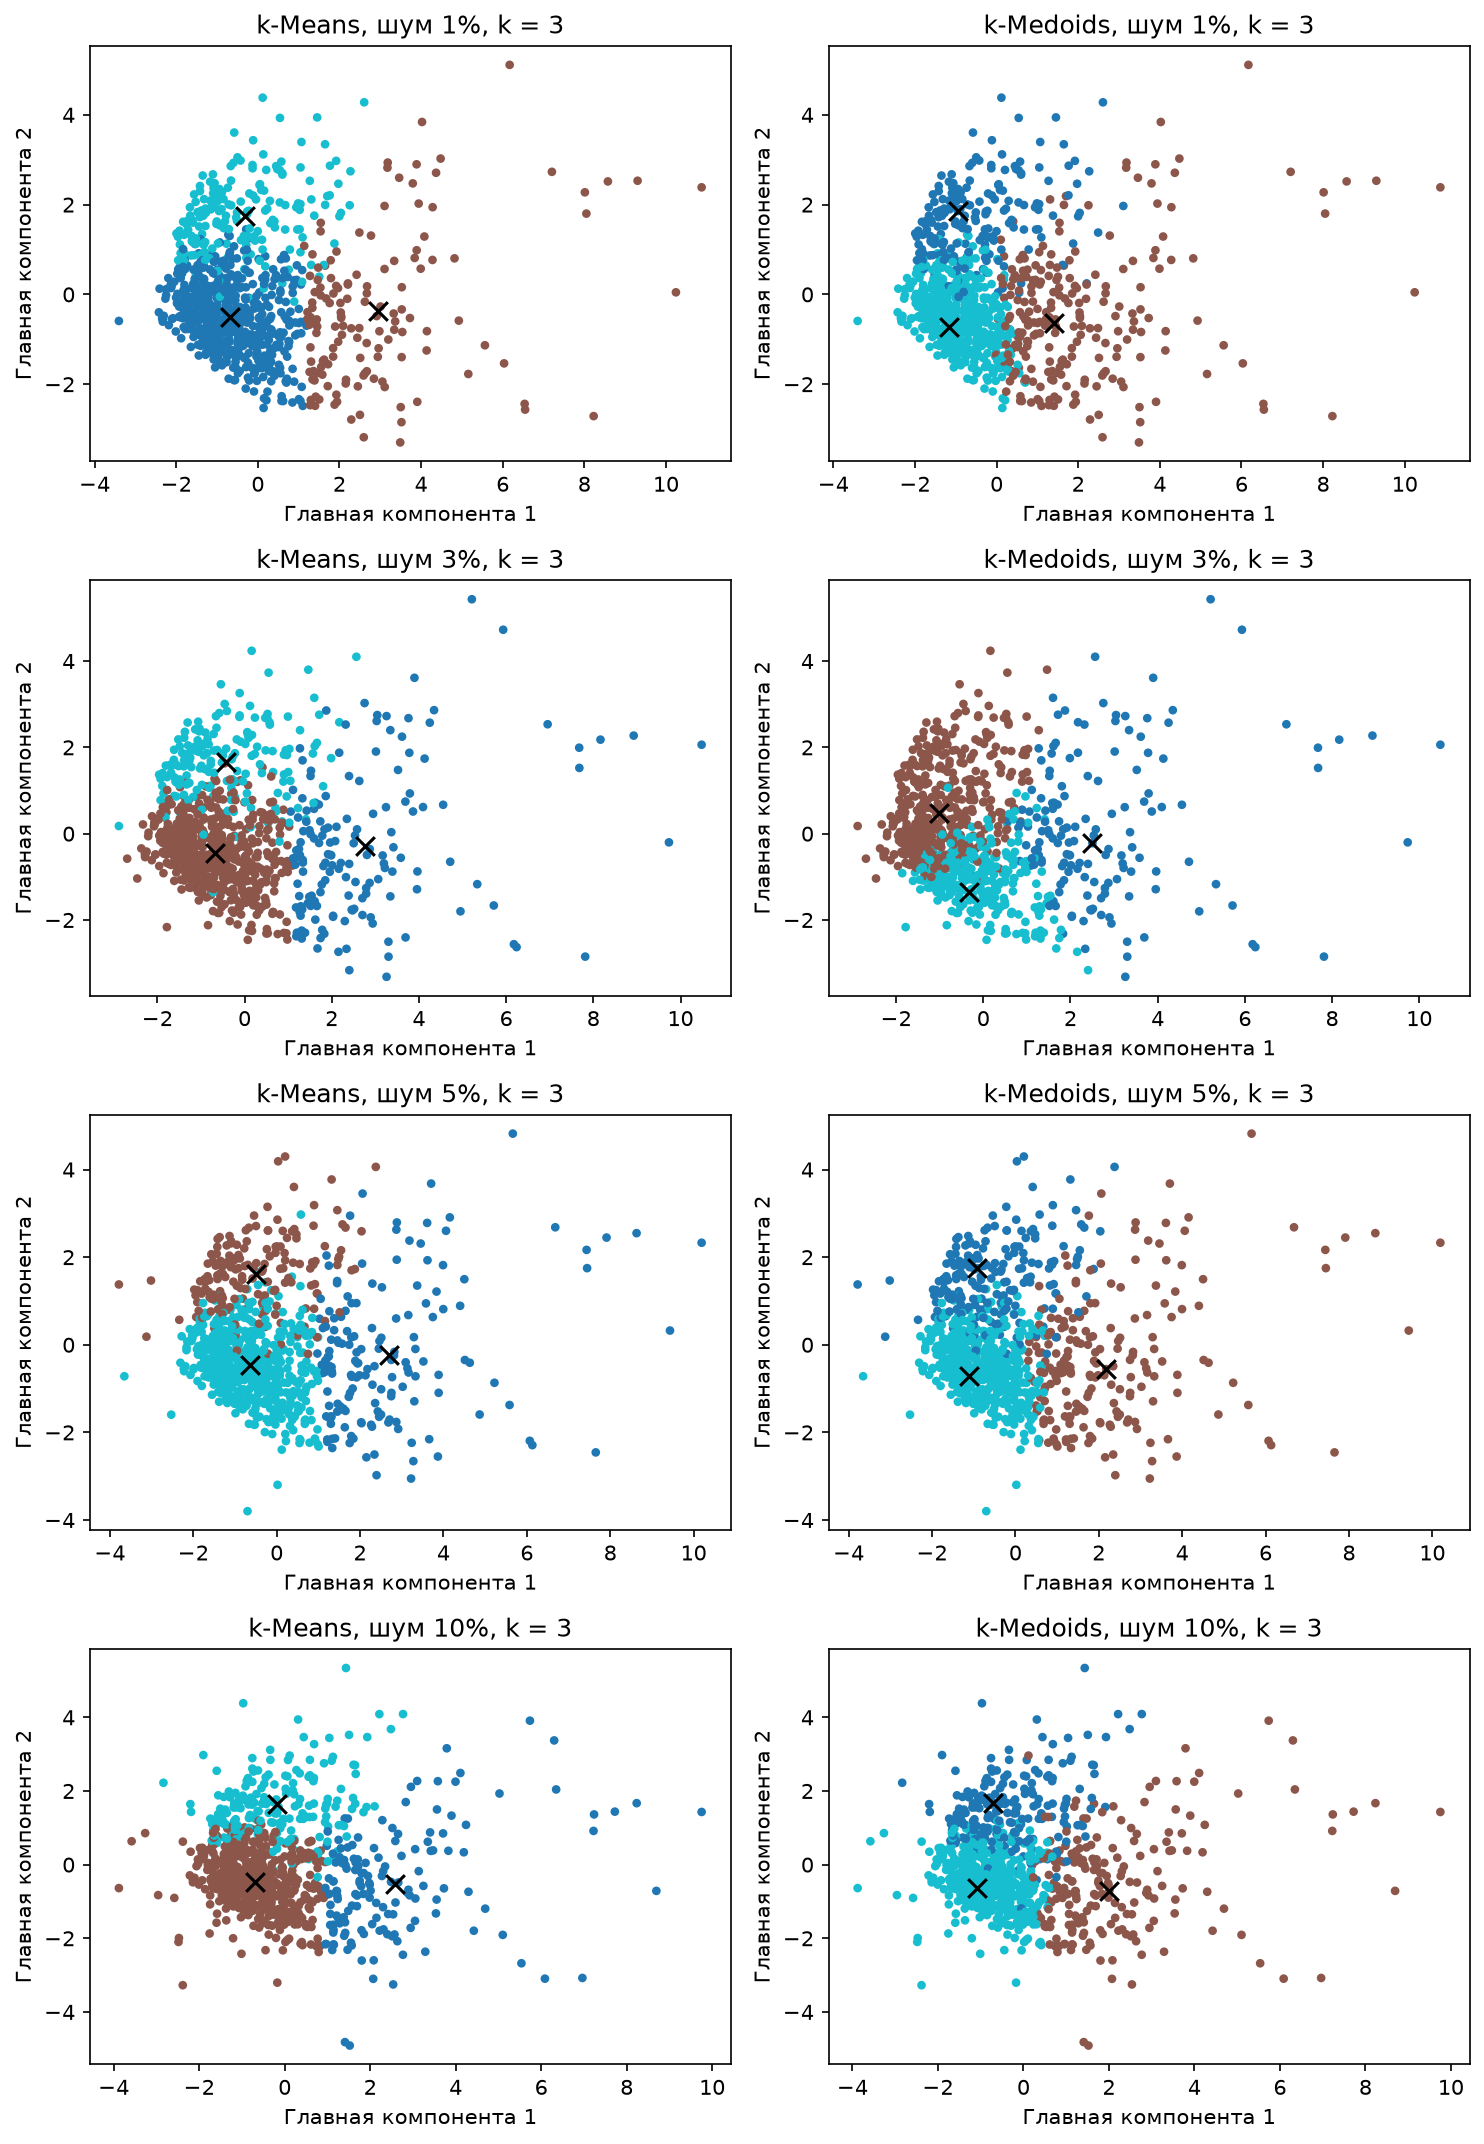 k-Means, шум 1%, k = 3
Главная компонента 2
4
2
0
−2
−4 −2 0 2 4 6 8 10
Главная компонента 1
k-Medoids, шум 1%, k = 3
Главная компонента 2
4
2
0
−2
−4 −2 0 2 4 6 8 10
Главная компонента 1
k-Means, шум 3%, k = 3
Главная компонента 2
4
2
0
−2
−2 0 2 4 6 8 10
Главная компонента 1
k-Medoids, шум 3%, k = 3
Главная компонента 2
4
2
0
−2
−2 0 2 4 6 8 10
Главная компонента 1
k-Means, шум 5%, k = 3
Главная компонента 2
4
2
0
−2
−4
−4 −2 0 2 4 6 8 10
Главная компонента 1
k-Medoids, шум 5%, k = 3
Главная компонента 2
4
2
0
−2
−4
−4 −2 0 2 4 6 8 10
Главная компонента 1
k-Means, шум 10%, k = 3
Главная компонента 2
4
2
0
−2
−4
−4 −2 0 2 4 6 8 10
Главная компонента 1
k-Medoids, шум 10%, k = 3
Главная компонента 2
4
2
0
−2
−4
−4 −2 0 2 4 6 8 10
Главная компонента 1